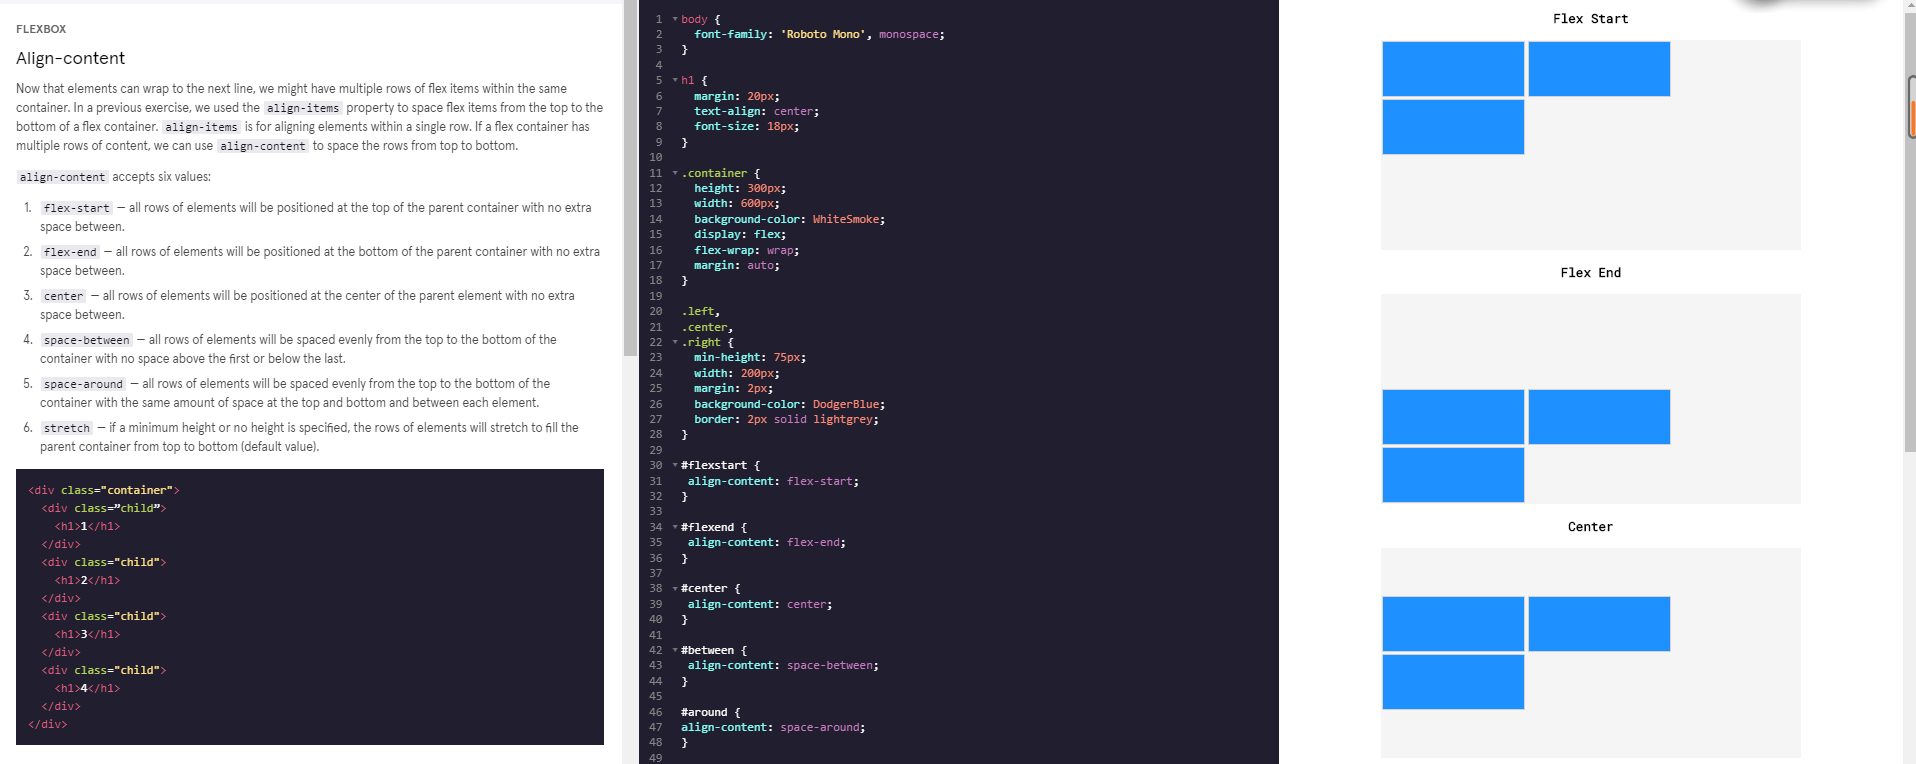 FLEXBOX
Align-content
Now that elements can wrap to the next line, we might have multiple rows of flex items within the same
container. In a previous exercise, we used the align-items property to space flex items from the top to the
bottom of a flex container. align-items is for aligning elements within a single row. If a flex container has
multiple rows of content, we can use align-content to space the rows from top to bottom.
align-content accepts six values:
1. flex-start — all rows of elements will be positioned at the top of the parent container with no extra
space between.
2. flex-end — all rows of elements will be positioned at the bottom of the parent container with no extra
space between.
3. center — all rows of elements will be positioned at the center of the parent element with no extra
space between.
4. space-between — all rows of elements will be spaced evenly from the top to the bottom of the
container with no space above the first or below the last.
5. space-around — all rows of elements will be spaced evenly from the top to the bottom of the
container with the same amount of space at the top and bottom and between each element.
6. stretch — if a minimum height or no height is specified, the rows of elements will stretch to fill the
parent container from top to bottom (default value).
<div class="container">
<div class=”child”>
<h1>1</h1>
</div>
<div class="child">
<h1>2</h1>
</div>
<div class="child">
<h1>3</h1>
</div>
<div class="child">
<h1>4</h1>
</div>
</div>
1 body {
2 font-family: 'Roboto Mono', monospace;
3 }
4
5 h1 {
6 margin: 20px;
7 text-align: center;
8 font-size: 18px;
9 }
10
11 .container {
12 height: 300px;
13 width: 600px;
14 background-color: WhiteSmoke;
15 display: flex;
16 flex-wrap: wrap;
17 margin: auto;
18 }
19
20 .left,
21 .center,
22 .right {
23 min-height: 75px;
24 width: 200px;
25 margin: 2px;
26 background-color: DodgerBlue;
27 border: 2px solid lightgrey;
28 }
29
30 #flexstart {
31 align-content: flex-start;
32 }
33
34 #flexend {
35 align-content: flex-end;
36 }
37
38 #center {
39 align-content: center;
40 }
41
42 #between {
43 align-content: space-between;
44 }
45
46 #around {
47 align-content: space-around;
48 }
49
Flex Start
Flex End
Center